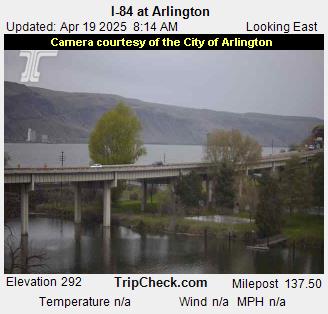 I-84 at Arlington
Updated: Apr 19 2025 8:14 AM Looking East
Camera courtesy of the City of Arlington
Elevation 292 TripCheck.com Milepost 137.50
Temperature n/a Wind n/a MPH n/a